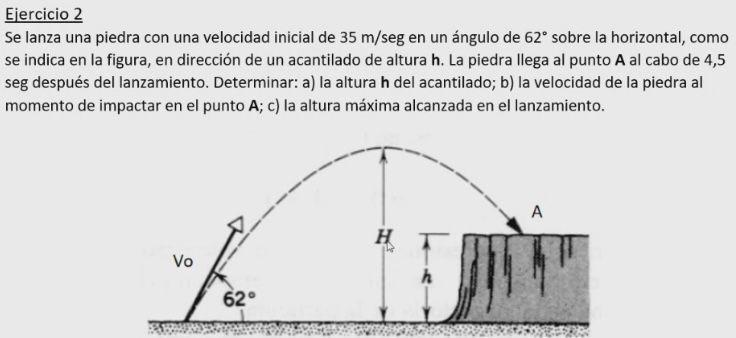 Ejercicio 2
Se lanza una piedra con una velocidad inicial de 35 m/seg en un ángulo de 62° sobre la horizontal, como
se indica en la figura, en dirección de un acantilado de altura h. La piedra llega al punto A al cabo de 4,5
seg después del lanzamiento. Determinar: a) la altura h del acantilado; b) la velocidad de la piedra al
momento de impactar en el punto A; c) la altura máxima alcanzada en el lanzamiento.
A
H
Vo
h
62°